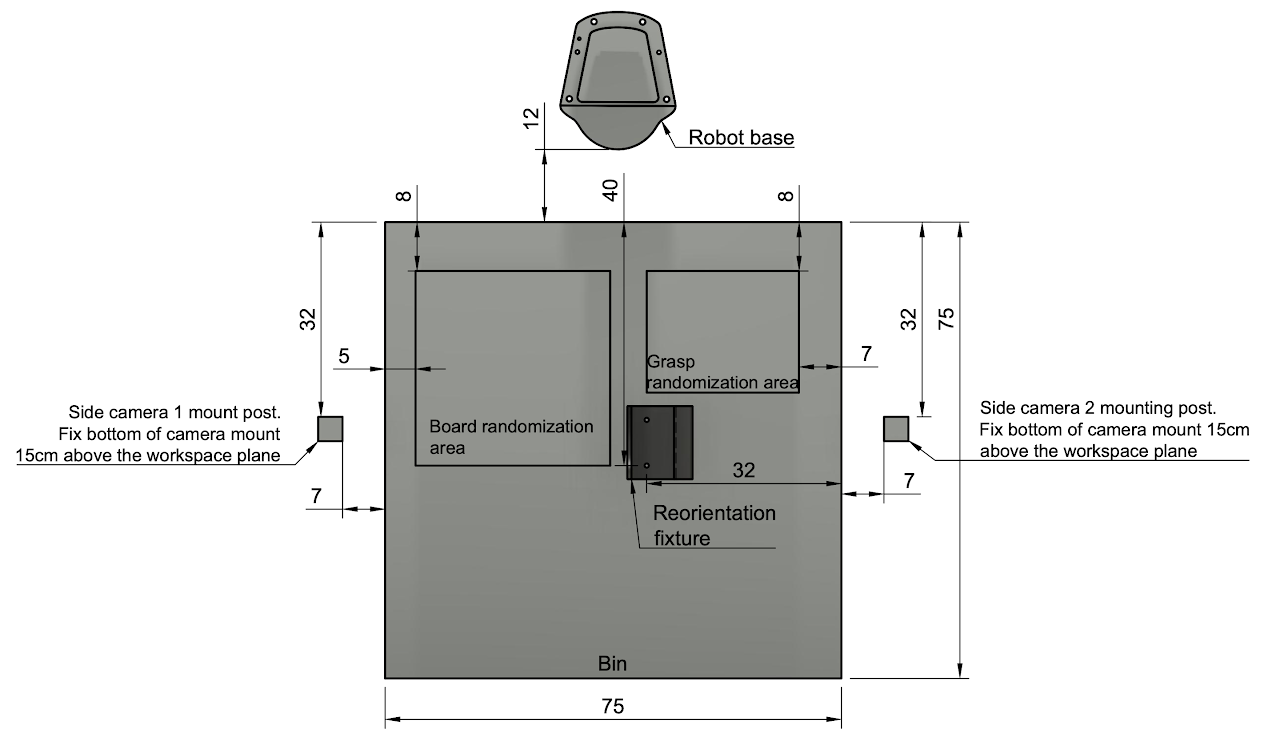 12
Robot base
8
40
8
32
32
75
5
7
Grasp
randomization area
Side camera 1 mount post.
Fix bottom of camera mount
15cm above the workspace plane
Board randomization
area
Side camera 2 mounting post.
Fix bottom of camera mount 15cm
above the workspace plane
32
7
7
Reorientation
fixture
Bin
75